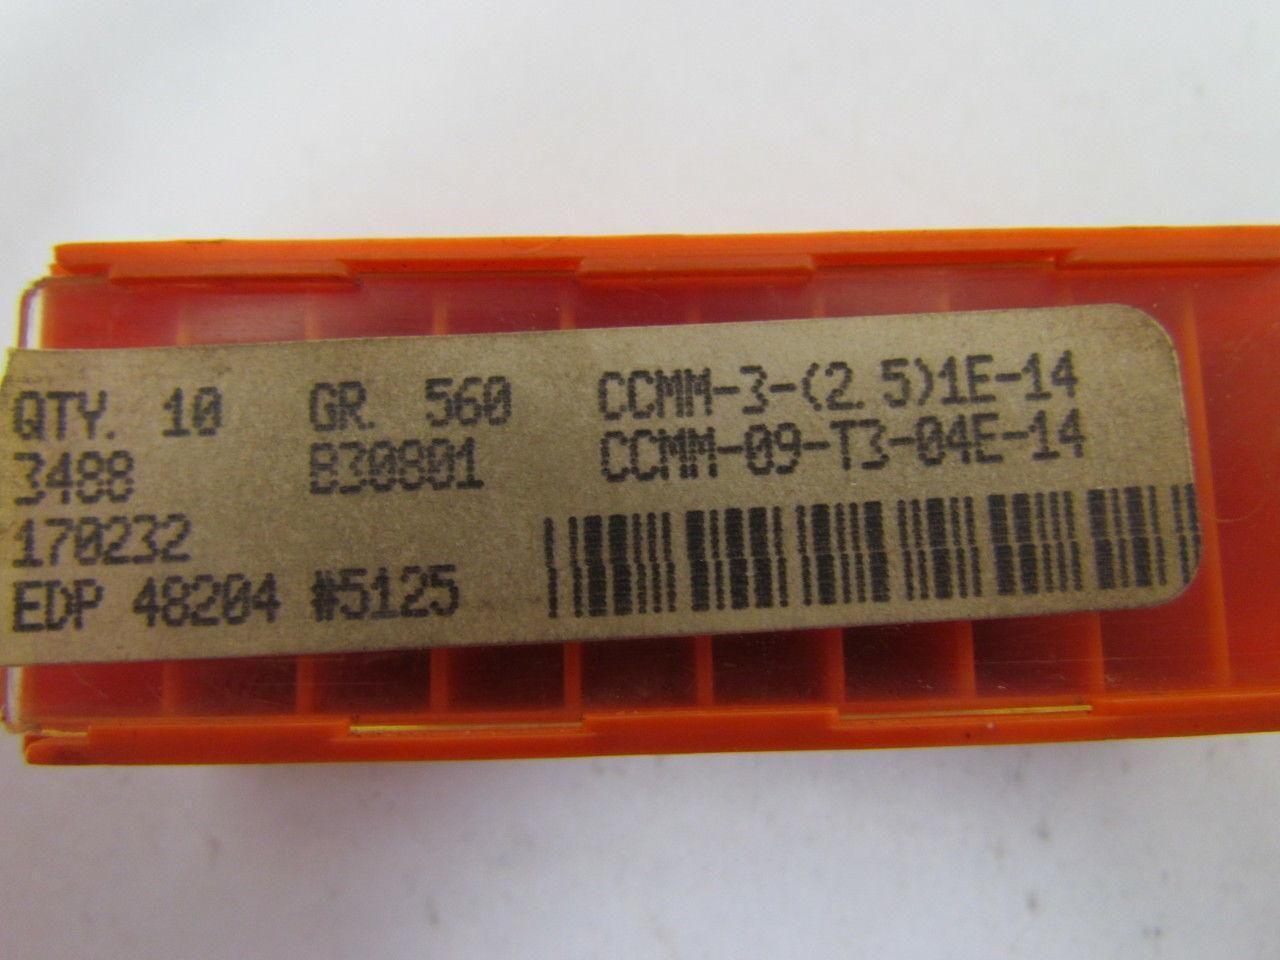 QTY. 10 GR. 560 CCMM-3-(2.5)1E-14
3488 B30801 CCMM-09-T3-04E-14
170232
EDP 48204 #5125